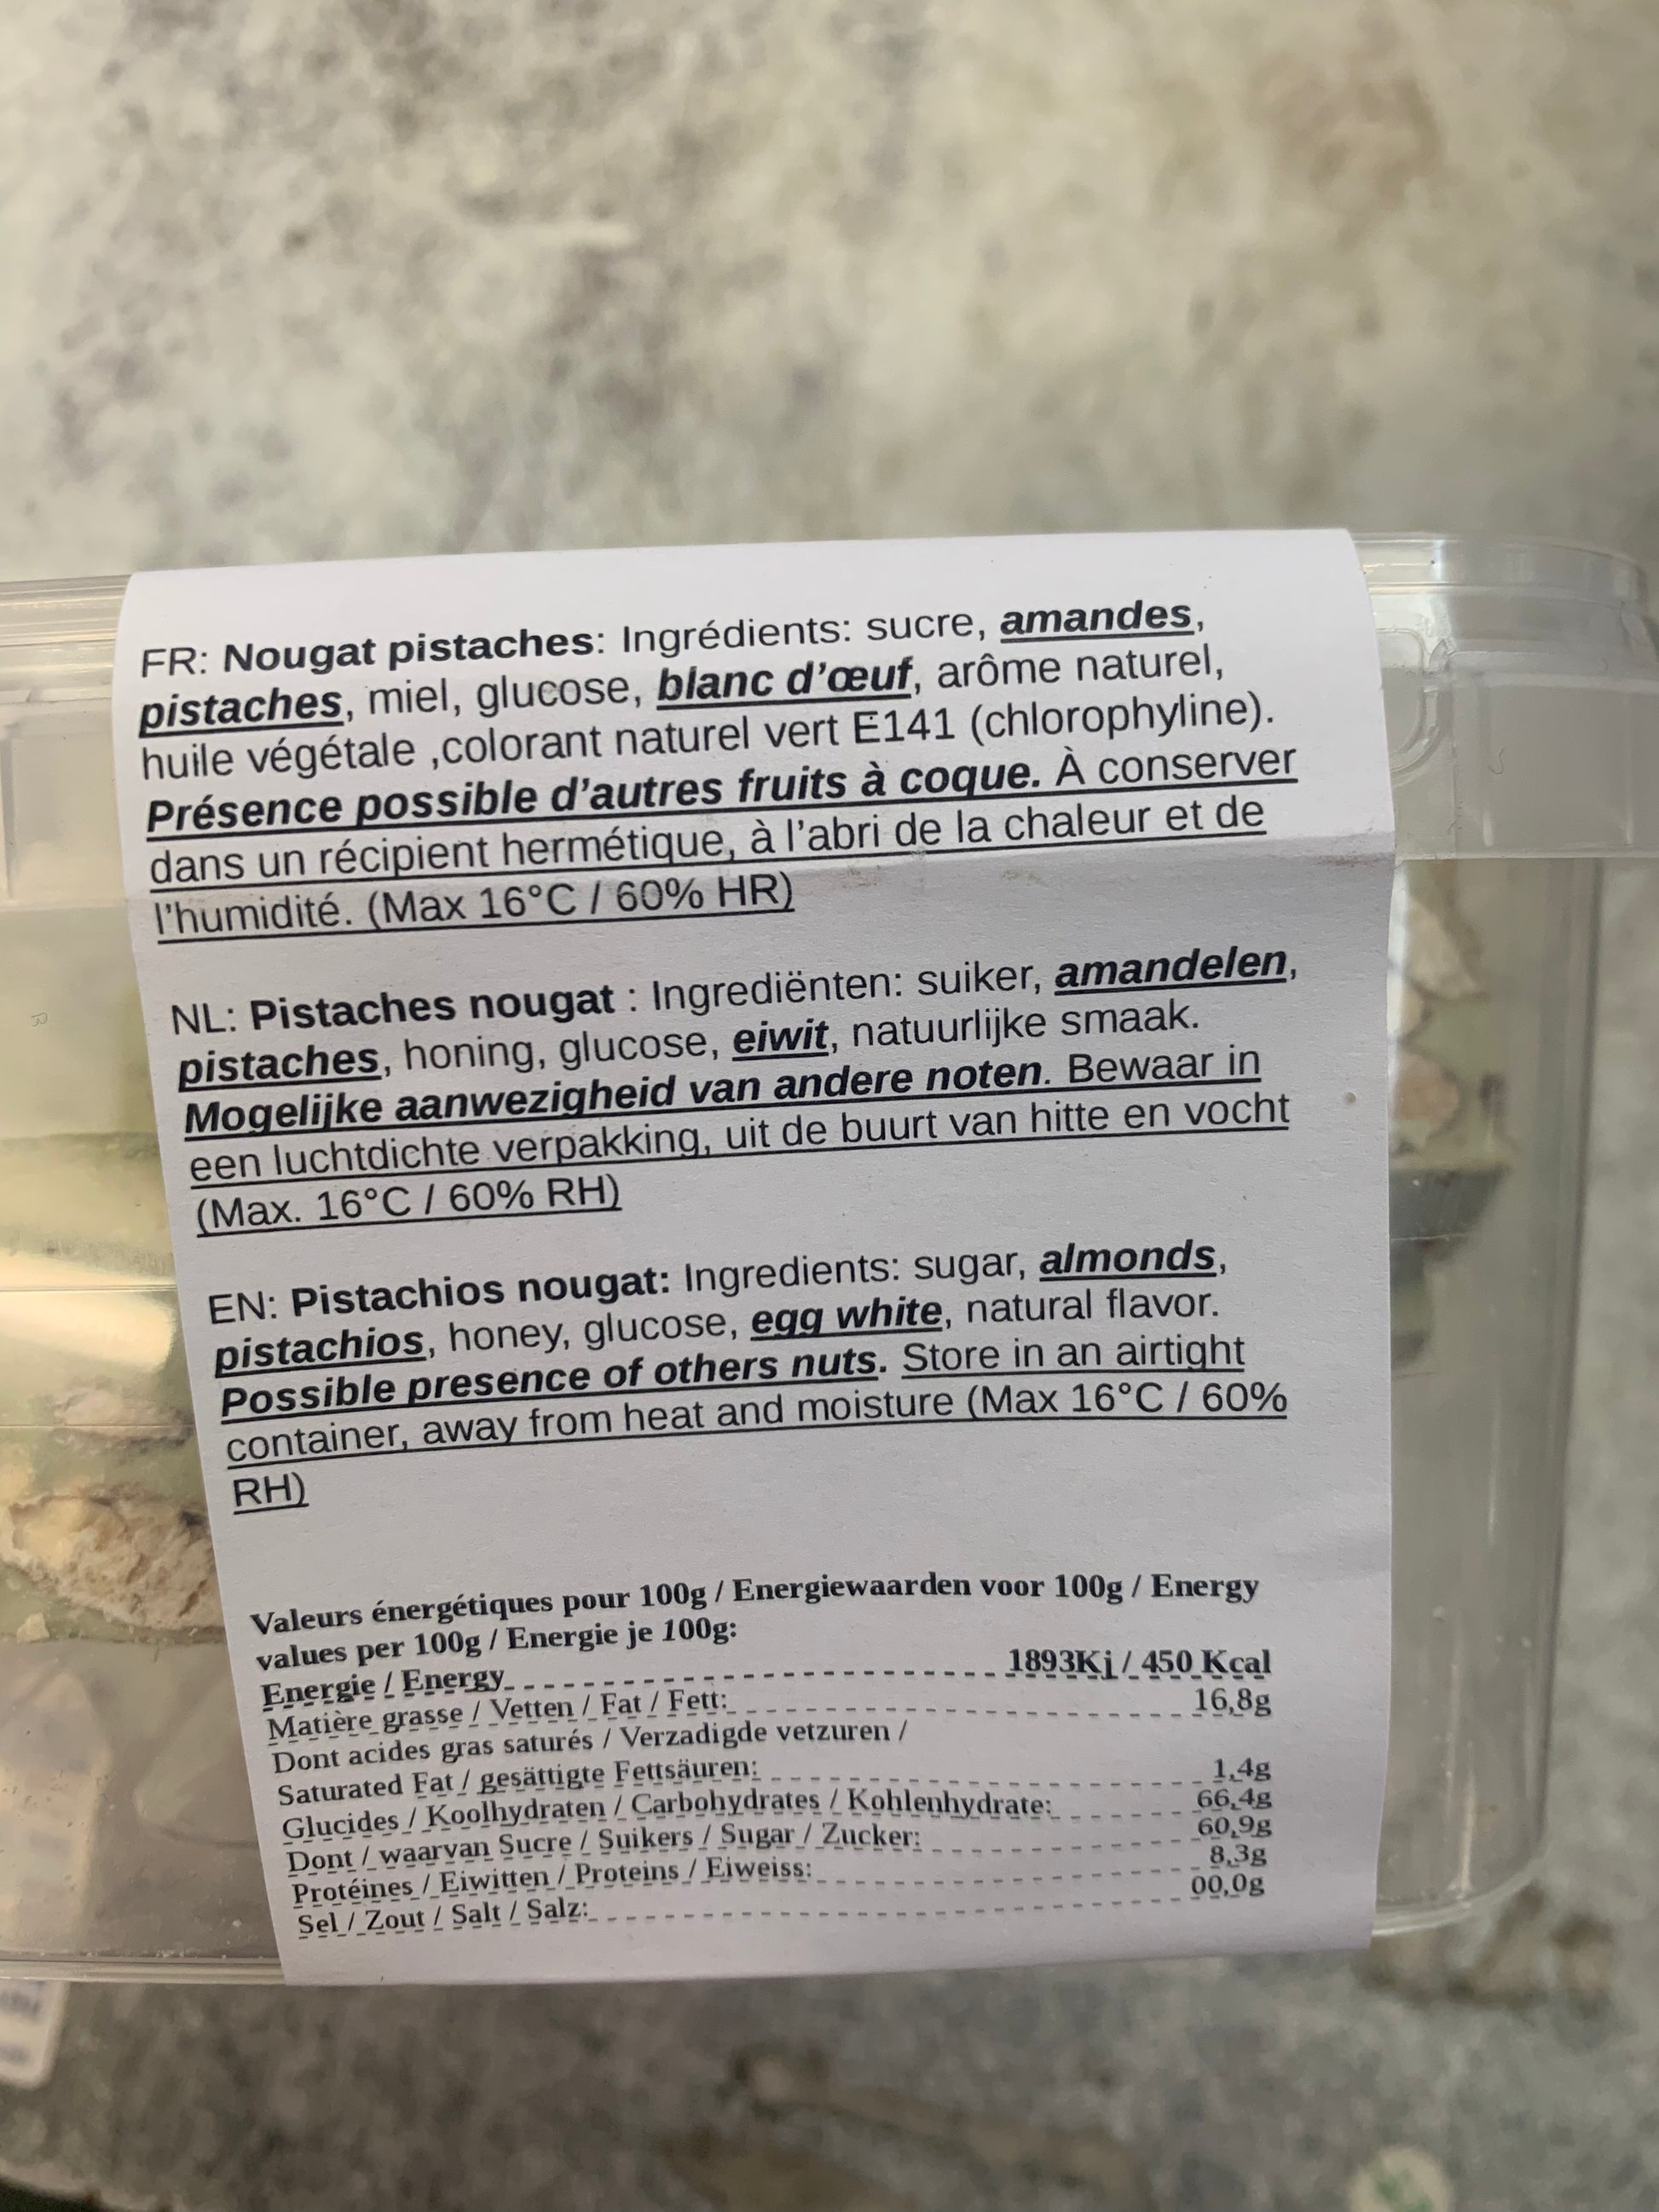 FR: Nougat pistaches: Ingrédients: sucre, amandes,
pistaches, miel, glucose, blanc d'œuf, arôme naturel,
huile végétale ,colorant naturel vert E141 (chlorophyline).
Présence possible d'autres fruits à coque. À conserver
dans un récipient hermétique, à l'abri de la chaleur et de
l'humidité. (Max 16°C / 60% HR)
NL: Pistaches nougat : Ingrediënten: suiker, amandelen,
pistaches, honing, glucose, eiwit, natuurlijke smaak.
Mogelijke aanwezigheid van andere noten. Bewaar in
een luchtdichte verpakking, uit de buurt van hitte en vocht
(Max. 16°C / 60% RH)
EN: Pistachios nougat: Ingredients: sugar, almonds,
pistachios, honey, glucose, egg white, natural flavor.
Possible presence of others nuts. Store in an airtight
container, away from heat and moisture (Max 16°C / 60%
RH)
Valeurs énergétiques pour 100g / Energiewaarden voor 100g / Energy
values per 100g / Energie je 100g:
Energie / Energy 1893Kj / 450 Kcal
Matière grasse / Vetten / Fat / Fett: 16,8g
Dont acides gras saturés / Verzadigde vetzuren /
Saturated Fat / gesättigte Fettsäuren: 1,4g
Glucides / Koolhydraten / Carbohydrates / Kohlenhydrate: 66,4g
Dont / waarvan Sucre / Suikers / Sugar / Zucker: 60,9g
Protéines / Eiwitten / Proteins / Eiweiss: 8,3g
Sel / Zout / Salt / Salz: 00,0g